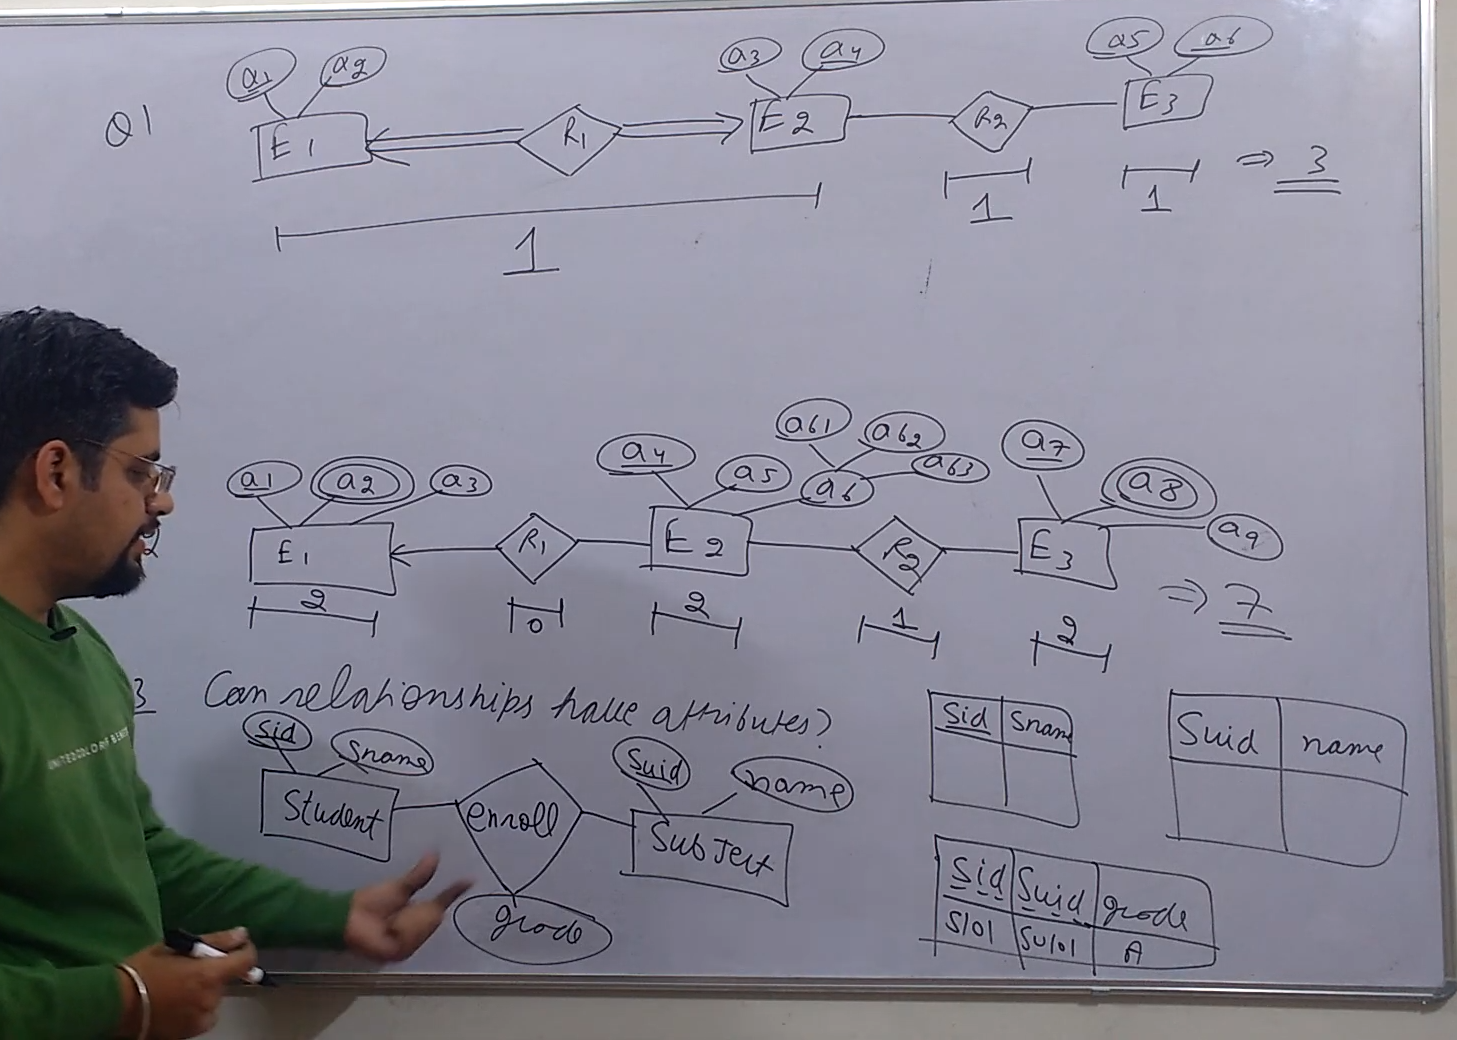 Q1
a1 a2 a3 a4 a5 a6
E1 R1 E2 R2 E3
1 1 1 ⇒ 3
a1 a2 a3 a4 a5 a6 a61 a62 a63 a7 a8 a9
2
E1 R1 E2 R2 E3
2 0 2 1 2 ⇒ 7
3 Can relationships have attributes?
Sid Sname Suid name
Student enroll Subject
grade
Sid Sname
Suid name
Sid Suid grade
S101 SU101 A